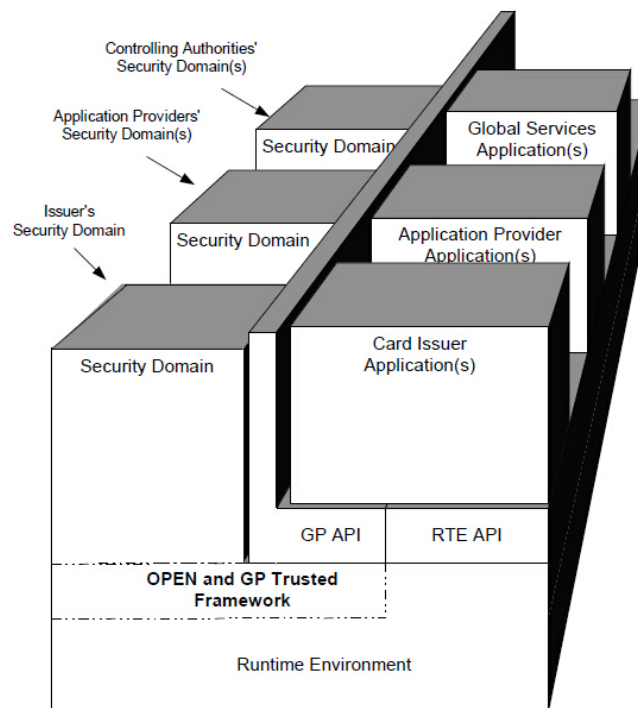 Controlling Authorities'
Security Domain(s)
Application Providers'
Security Domain(s)
Issuer's
Security Domain
Security Domain
Global Services
Application(s)
Security Domain
Application Provider
Application(s)
Security Domain
Card Issuer
Application(s)
GP API
RTE API
OPEN and GP Trusted
Framework
Runtime Environment